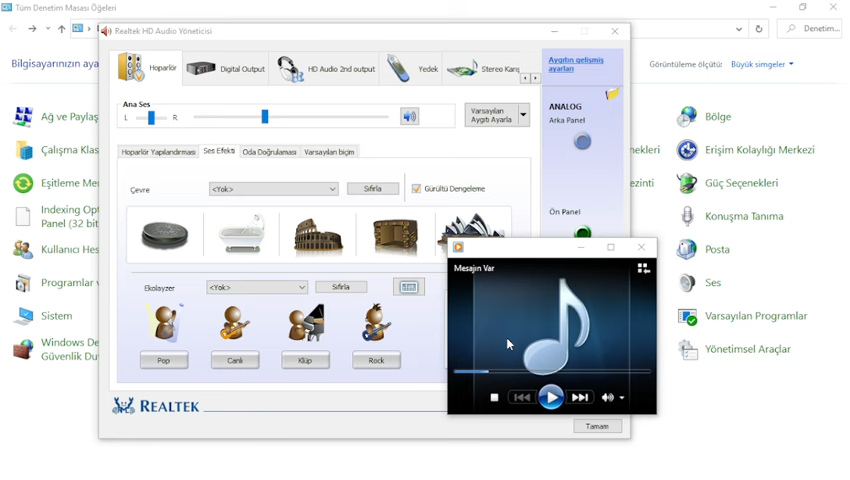 Tüm Denetim Masası Öğeleri
Realtek HD Audio Yöneticisi
Denetim...
Bilgisayarınızın aya
Görüntüleme ölçütü: Büyük simgeler
Hoparlör
Digital Output
HD Audio 2nd output
Yedek
Stereo Karış
Aygıtın gelişmiş
ayarları
Ana Ses
L
R
Varsayılan
Aygıtı Ayarla
ANALOG
Arka Panel
Ağ ve Paylaş
Bölge
Hoparlör Yapılandırması
Ses Efekti
Oda Doğrulaması
Varsayılan biçim
Çalışma Klas
nekleri
Erişim Kolaylığı Merkezi
Eşitleme Mer
Çevre
<Yok>
Sıfırla
Gürültü Dengeleme
ezinti
Güç Seçenekleri
Indexing Opt
Panel (32 bit
Ön Panel
Konuşma Tanıma
Kullanıcı Hes
Posta
Mesajın Var
Programlar v
Ekolayzer
<Yok>
Sıfırla
Ses
Sistem
Varsayılan Programlar
Windows De
Güvenlik Du
Pop
Canlı
Klüp
Rock
Yönetimsel Araçlar
REALTEK
Tamam